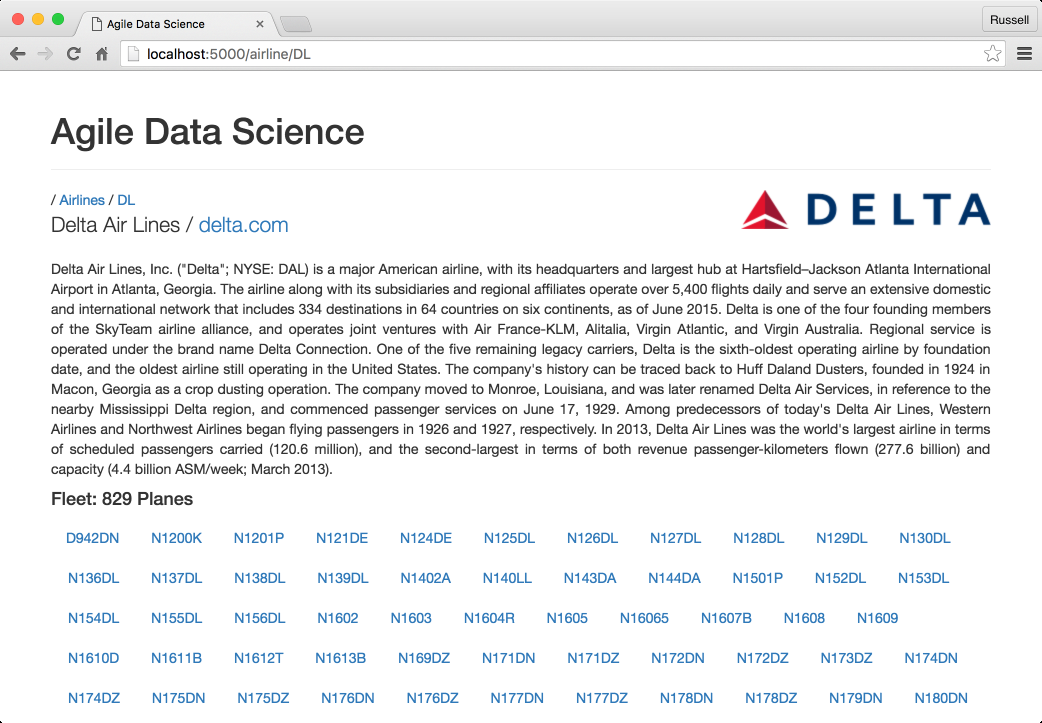 Agile Data Science
Russell
localhost:5000/airline/DL
Agile Data Science
/ Airlines / DL
DELTA
Delta Air Lines / delta.com
Delta Air Lines, Inc. ("Delta"; NYSE: DAL) is a major American airline, with its headquarters and largest hub at Hartsfield–Jackson Atlanta International
Airport in Atlanta, Georgia. The airline along with its subsidiaries and regional affiliates operate over 5,400 flights daily and serve an extensive domestic
and international network that includes 334 destinations in 64 countries on six continents, as of June 2015. Delta is one of the four founding members
of the SkyTeam airline alliance, and operates joint ventures with Air France-KLM, Alitalia, Virgin Atlantic, and Virgin Australia. Regional service is
operated under the brand name Delta Connection. One of the five remaining legacy carriers, Delta is the sixth-oldest operating airline by foundation
date, and the oldest airline still operating in the United States. The company's history can be traced back to Huff Daland Dusters, founded in 1924 in
Macon, Georgia as a crop dusting operation. The company moved to Monroe, Louisiana, and was later renamed Delta Air Services, in reference to the
nearby Mississippi Delta region, and commenced passenger services on June 17, 1929. Among predecessors of today's Delta Air Lines, Western
Airlines and Northwest Airlines began flying passengers in 1926 and 1927, respectively. In 2013, Delta Air Lines was the world's largest airline in terms
of scheduled passengers carried (120.6 million), and the second-largest in terms of both revenue passenger-kilometers flown (277.6 billion) and
capacity (4.4 billion ASM/week; March 2013).
Fleet: 829 Planes
D942DN N1200K N1201P N121DE N124DE N125DL N126DL N127DL N128DL N129DL N130DL
N136DL N137DL N138DL N139DL N1402A N140LL N143DA N144DA N1501P N152DL N153DL
N154DL N155DL N156DL N1602 N1603 N1604R N1605 N16065 N1607B N1608 N1609
N1610D N1611B N1612T N1613B N169DZ N171DN N171DZ N172DN N172DZ N173DZ N174DN
N174DZ N175DN N175DZ N176DN N176DZ N177DN N177DZ N178DN N178DZ N179DN N180DN